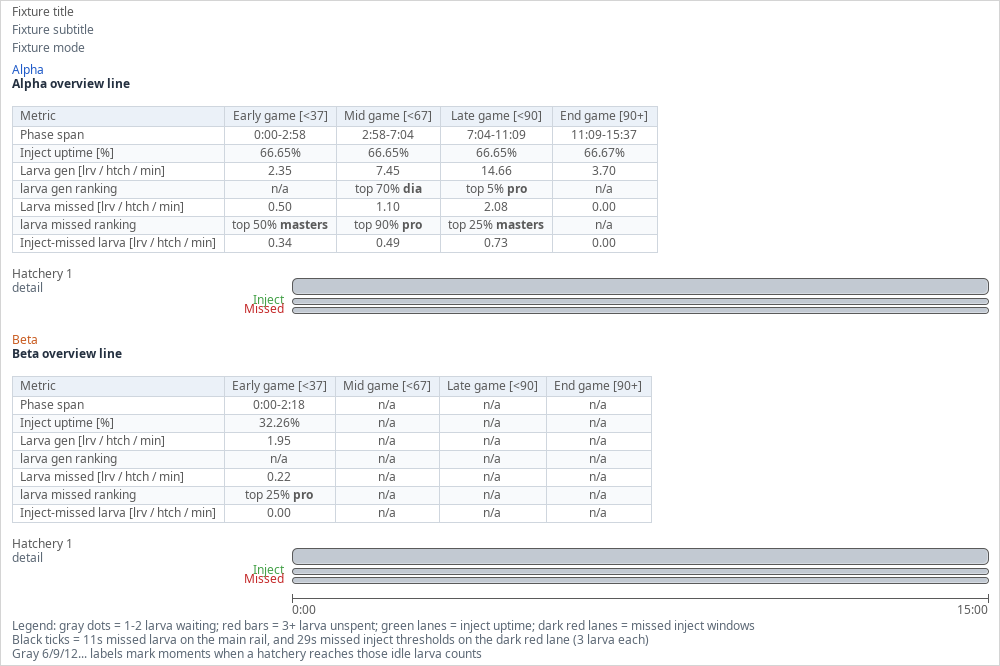 Fixture title
Fixture subtitle
Fixture mode
Alpha
Alpha overview line
Metric Early game [<37] Mid game [<67] Late game [<90] End game [90+]
Phase span 0:00-2:58 2:58-7:04 7:04-11:09 11:09-15:37
Inject uptime [%] 66.65% 66.65% 66.65% 66.67%
Larva gen [lrv / htch / min] 2.35 7.45 14.66 3.70
larva gen ranking n/a top 70% dia top 5% pro n/a
Larva missed [lrv / htch / min] 0.50 1.10 2.08 0.00
larva missed ranking top 50% masters top 90% pro top 25% masters n/a
Inject-missed larva [lrv / htch / min] 0.34 0.49 0.73 0.00
Hatchery 1
detail
Inject
Missed
Beta
Beta overview line
Metric Early game [<37] Mid game [<67] Late game [<90] End game [90+]
Phase span 0:00-2:18 n/a n/a n/a
Inject uptime [%] 32.26% n/a n/a n/a
Larva gen [lrv / htch / min] 1.95 n/a n/a n/a
larva gen ranking n/a n/a n/a n/a
Larva missed [lrv / htch / min] 0.22 n/a n/a n/a
larva missed ranking top 25% pro n/a n/a n/a
Inject-missed larva [lrv / htch / min] 0.00 n/a n/a n/a
Hatchery 1
detail
Inject
Missed
0:00 15:00
Legend: gray dots = 1-2 larva waiting; red bars = 3+ larva unspent; green lanes = inject uptime; dark red lanes = missed inject windows
Black ticks = 11s missed larva on the main rail, and 29s missed inject thresholds on the dark red lane (3 larva each)
Gray 6/9/12... labels mark moments when a hatchery reaches those idle larva counts